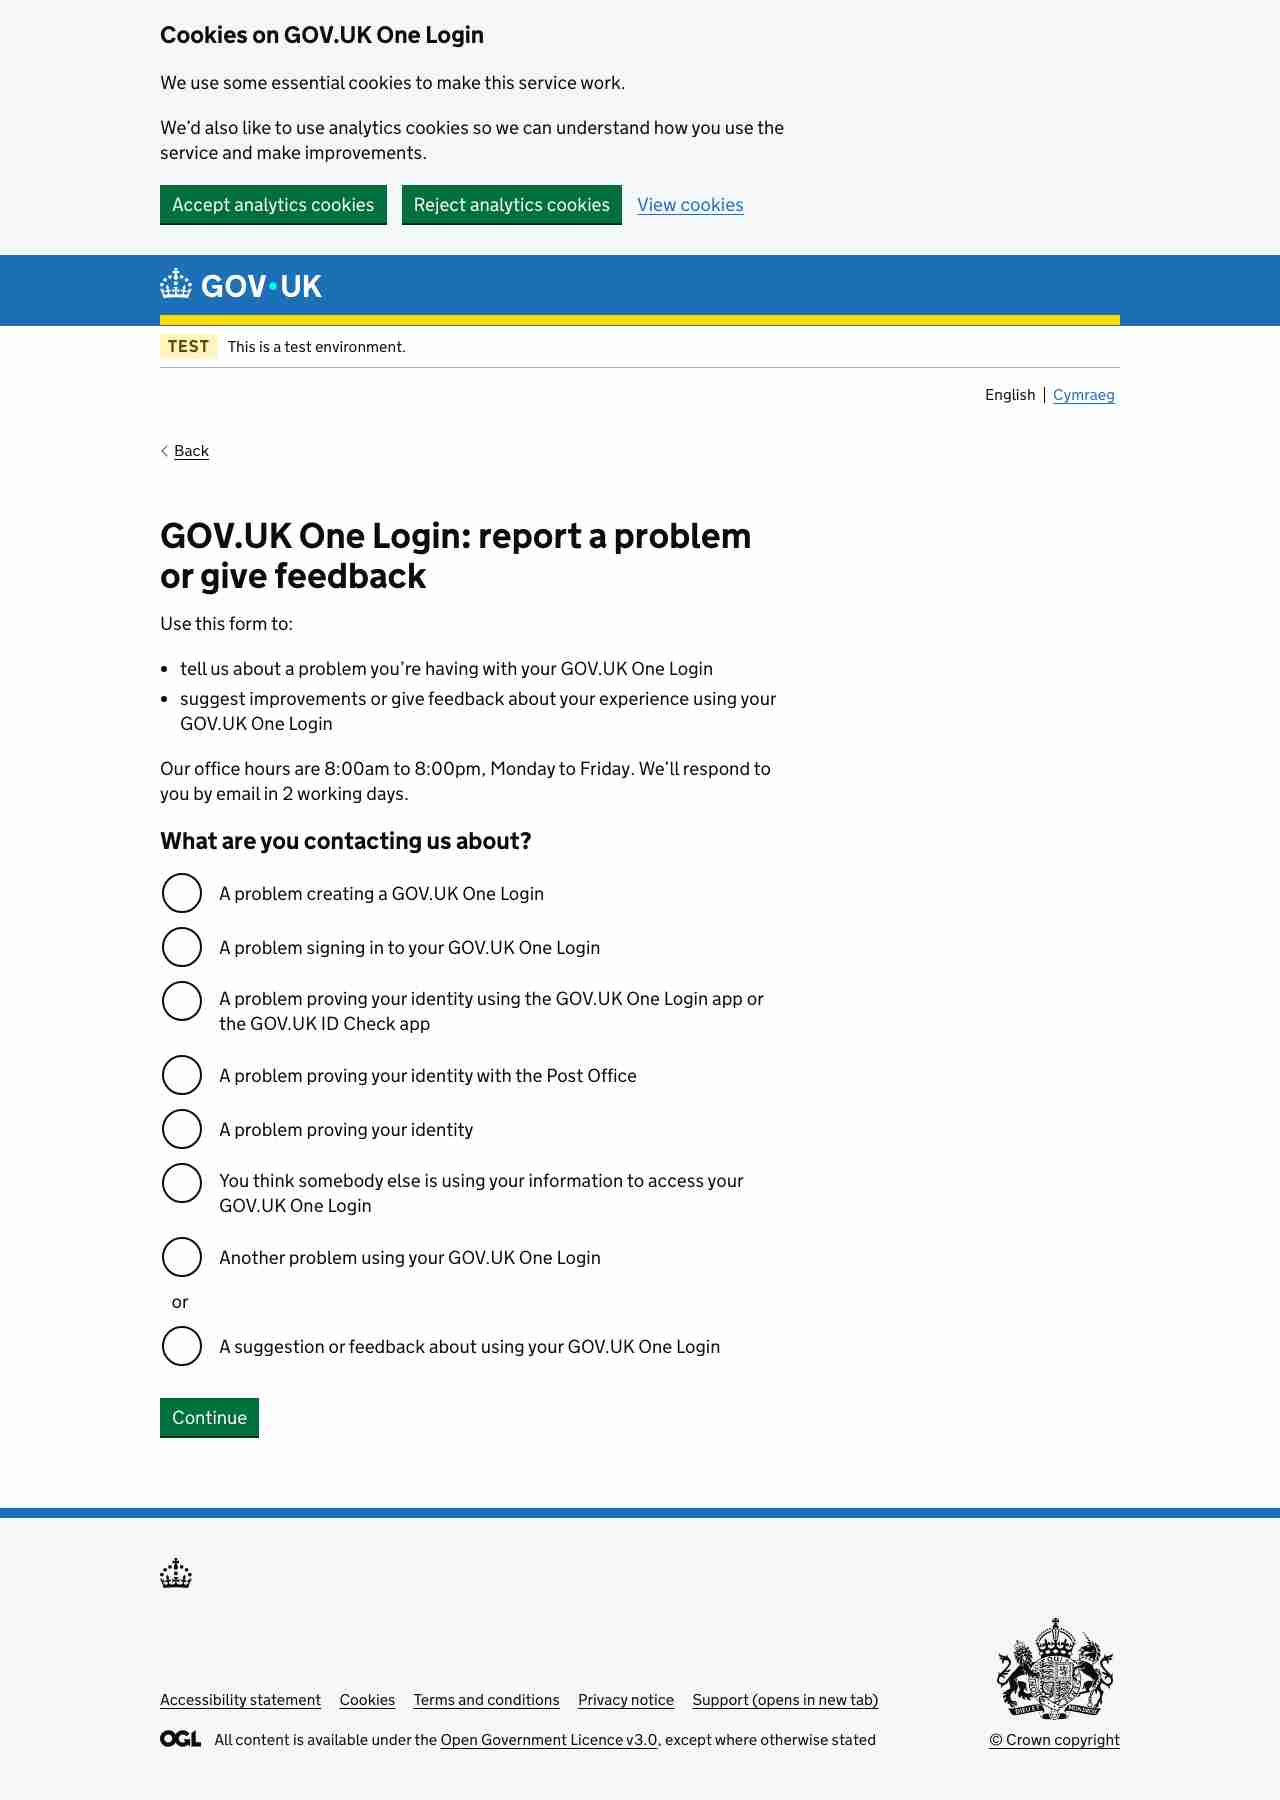 Cookies on GOV.UK One Login
We use some essential cookies to make this service work.
We’d also like to use analytics cookies so we can understand how you use the
service and make improvements.
Accept analytics cookies
Reject analytics cookies
View cookies
GOV·UK
TEST
This is a test environment.
English
Cymraeg
Back
GOV.UK One Login: report a problem
or give feedback
Use this form to:
• tell us about a problem you’re having with your GOV.UK One Login
• suggest improvements or give feedback about your experience using your
GOV.UK One Login
Our office hours are 8:00am to 8:00pm, Monday to Friday. We’ll respond to
you by email in 2 working days.
What are you contacting us about?
A problem creating a GOV.UK One Login
A problem signing in to your GOV.UK One Login
A problem proving your identity using the GOV.UK One Login app or
the GOV.UK ID Check app
A problem proving your identity with the Post Office
A problem proving your identity
You think somebody else is using your information to access your
GOV.UK One Login
Another problem using your GOV.UK One Login
or
A suggestion or feedback about using your GOV.UK One Login
Continue
Accessibility statement
Cookies
Terms and conditions
Privacy notice
Support (opens in new tab)
OGL
All content is available under the Open Government Licence v3.0, except where otherwise stated
© Crown copyright